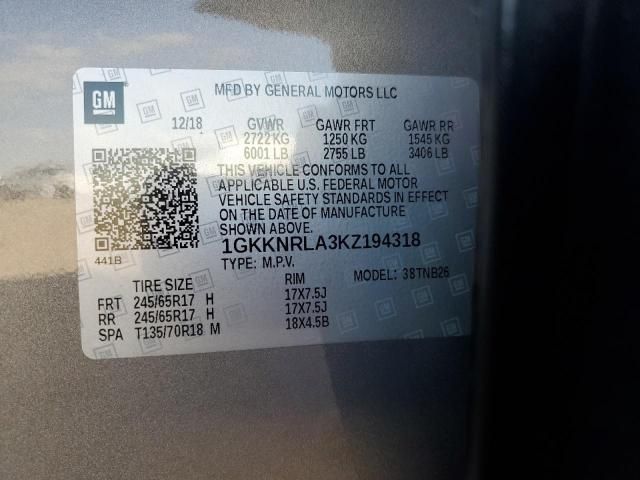 GM
MFD BY GENERAL MOTORS LLC
12/18 GVWR GAWR FRT GAWR RR
2722 KG 1250 KG 1545 KG
6001 LB 2755 LB 3406 LB
THIS VEHICLE CONFORMS TO ALL
APPLICABLE U.S. FEDERAL MOTOR
VEHICLE SAFETY STANDARDS IN EFFECT
ON THE DATE OF MANUFACTURE
SHOWN ABOVE.
1GKKNRLA3KZ194318
441B TYPE: M.P.V.
TIRE SIZE RIM MODEL: 38TNB26
FRT 245/65R17 H 17X7.5J
RR 245/65R17 H 17X7.5J
SPA T135/70R18 M 18X4.5B